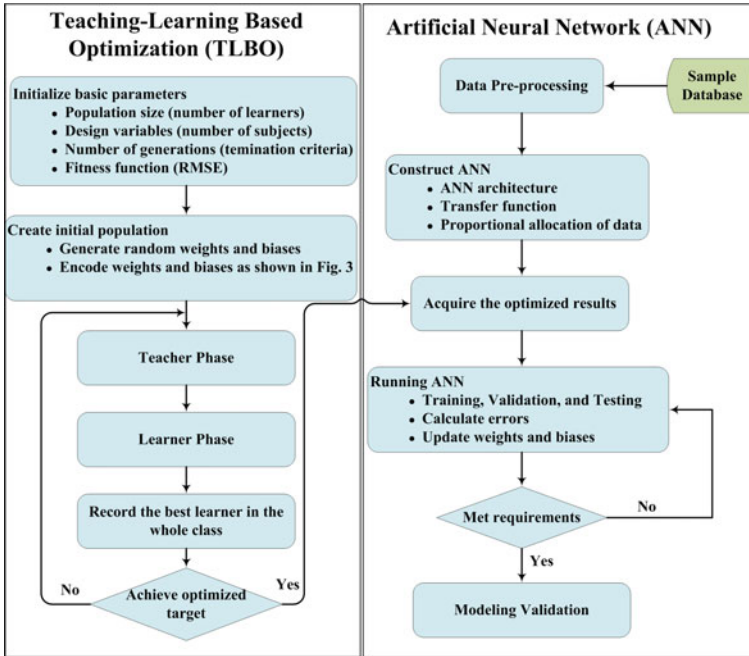 Teaching-Learning Based
Optimization (TLBO)
Initialize basic parameters
• Population size (number of learners)
• Design variables (number of subjects)
• Number of generations (temination criteria)
• Fitness function (RMSE)
Create initial population
• Generate random weights and biases
• Encode weights and biases as shown in Fig. 3
Teacher Phase
Learner Phase
Record the best learner in the
whole class
No
Yes
Achieve optimized
target
Artificial Neural Network (ANN)
Data Pre-processing
Sample
Database
Construct ANN
• ANN architecture
• Transfer function
• Proportional allocation of data
Acquire the optimized results
Running ANN
• Training, Validation, and Testing
• Calculate errors
• Update weights and biases
Met requirements
No
Yes
Modeling Validation